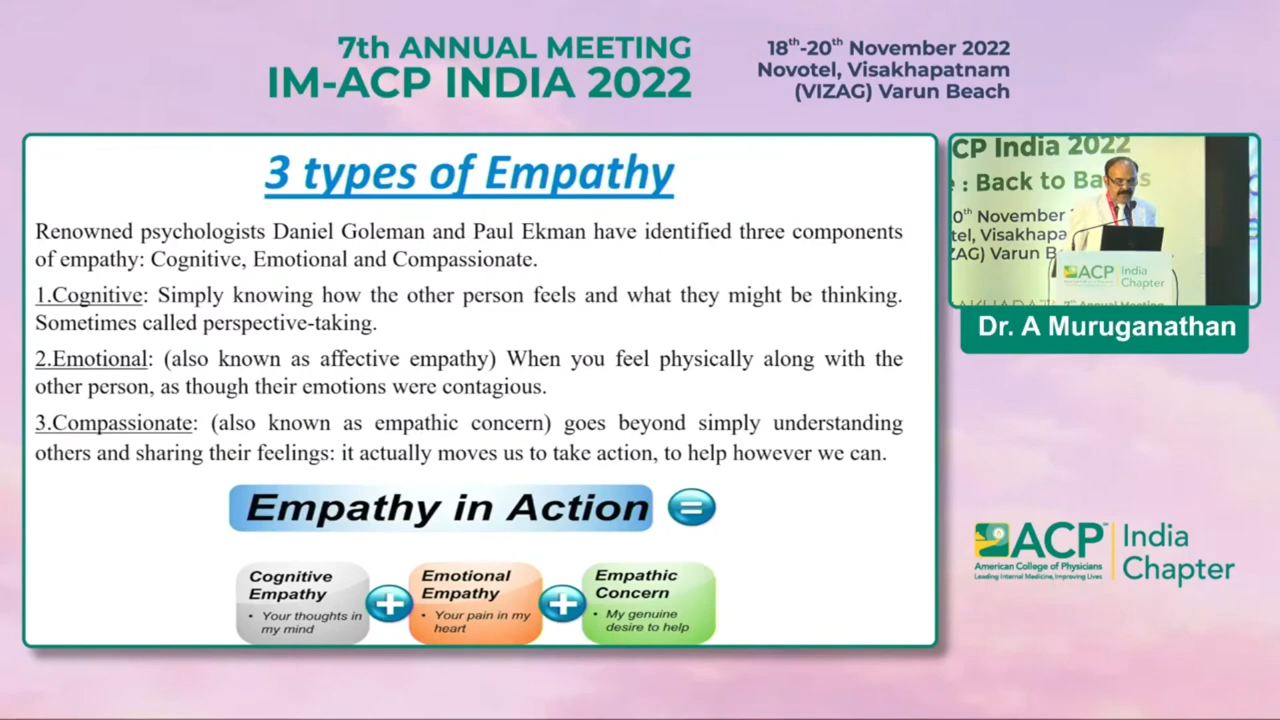 7th ANNUAL MEETING
IM-ACP INDIA 2022
18th-20th November 2022
Novotel, Visakhapatnam
(VIZAG) Varun Beach
3 types of Empathy
Renowned psychologists Daniel Goleman and Paul Ekman have identified three components
of empathy: Cognitive, Emotional and Compassionate.
1.Cognitive: Simply knowing how the other person feels and what they might be thinking.
Sometimes called perspective-taking.
2.Emotional: (also known as affective empathy) When you feel physically along with the
other person, as though their emotions were contagious.
3.Compassionate: (also known as empathic concern) goes beyond simply understanding
others and sharing their feelings: it actually moves us to take action, to help however we can.
Empathy in Action =
Cognitive
Empathy
• Your thoughts in
my mind
+
Emotional
Empathy
• Your pain in my
heart
+
Empathic
Concern
• My genuine
desire to help
CP India 2022
: Back to Ba s
0th November
tel, Visakhapa
ZAG) Varun B
ACP India
Chapter
7th Annual Meeting
Dr. A Muruganathan
ACP™
American College of Physicians
Leading Internal Medicine, Improving Lives
India
Chapter